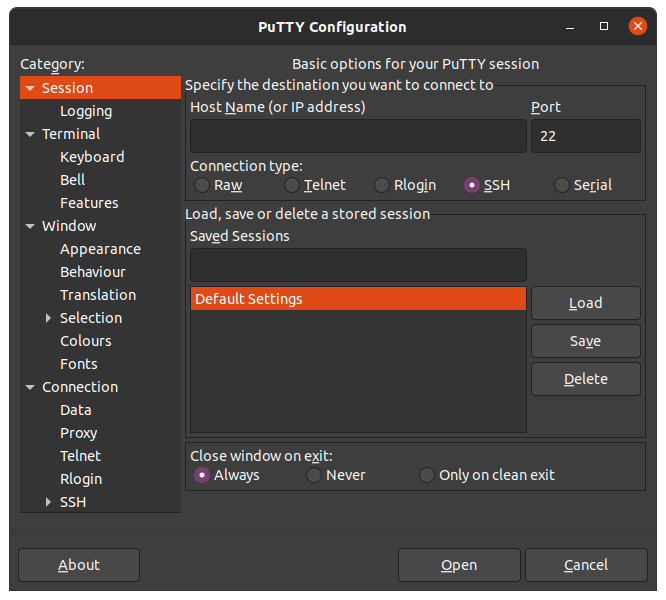 PuTTY Configuration
Category:
Session
Logging
Terminal
Keyboard
Bell
Features
Window
Appearance
Behaviour
Translation
Selection
Colours
Fonts
Connection
Data
Proxy
Telnet
Rlogin
SSH
Basic options for your PuTTY session
Specify the destination you want to connect to
Host Name (or IP address) Port
22
Connection type:
Raw Telnet Rlogin SSH Serial
Load, save or delete a stored session
Saved Sessions
Default Settings
Load
Save
Delete
Close window on exit:
Always Never Only on clean exit
About Open Cancel